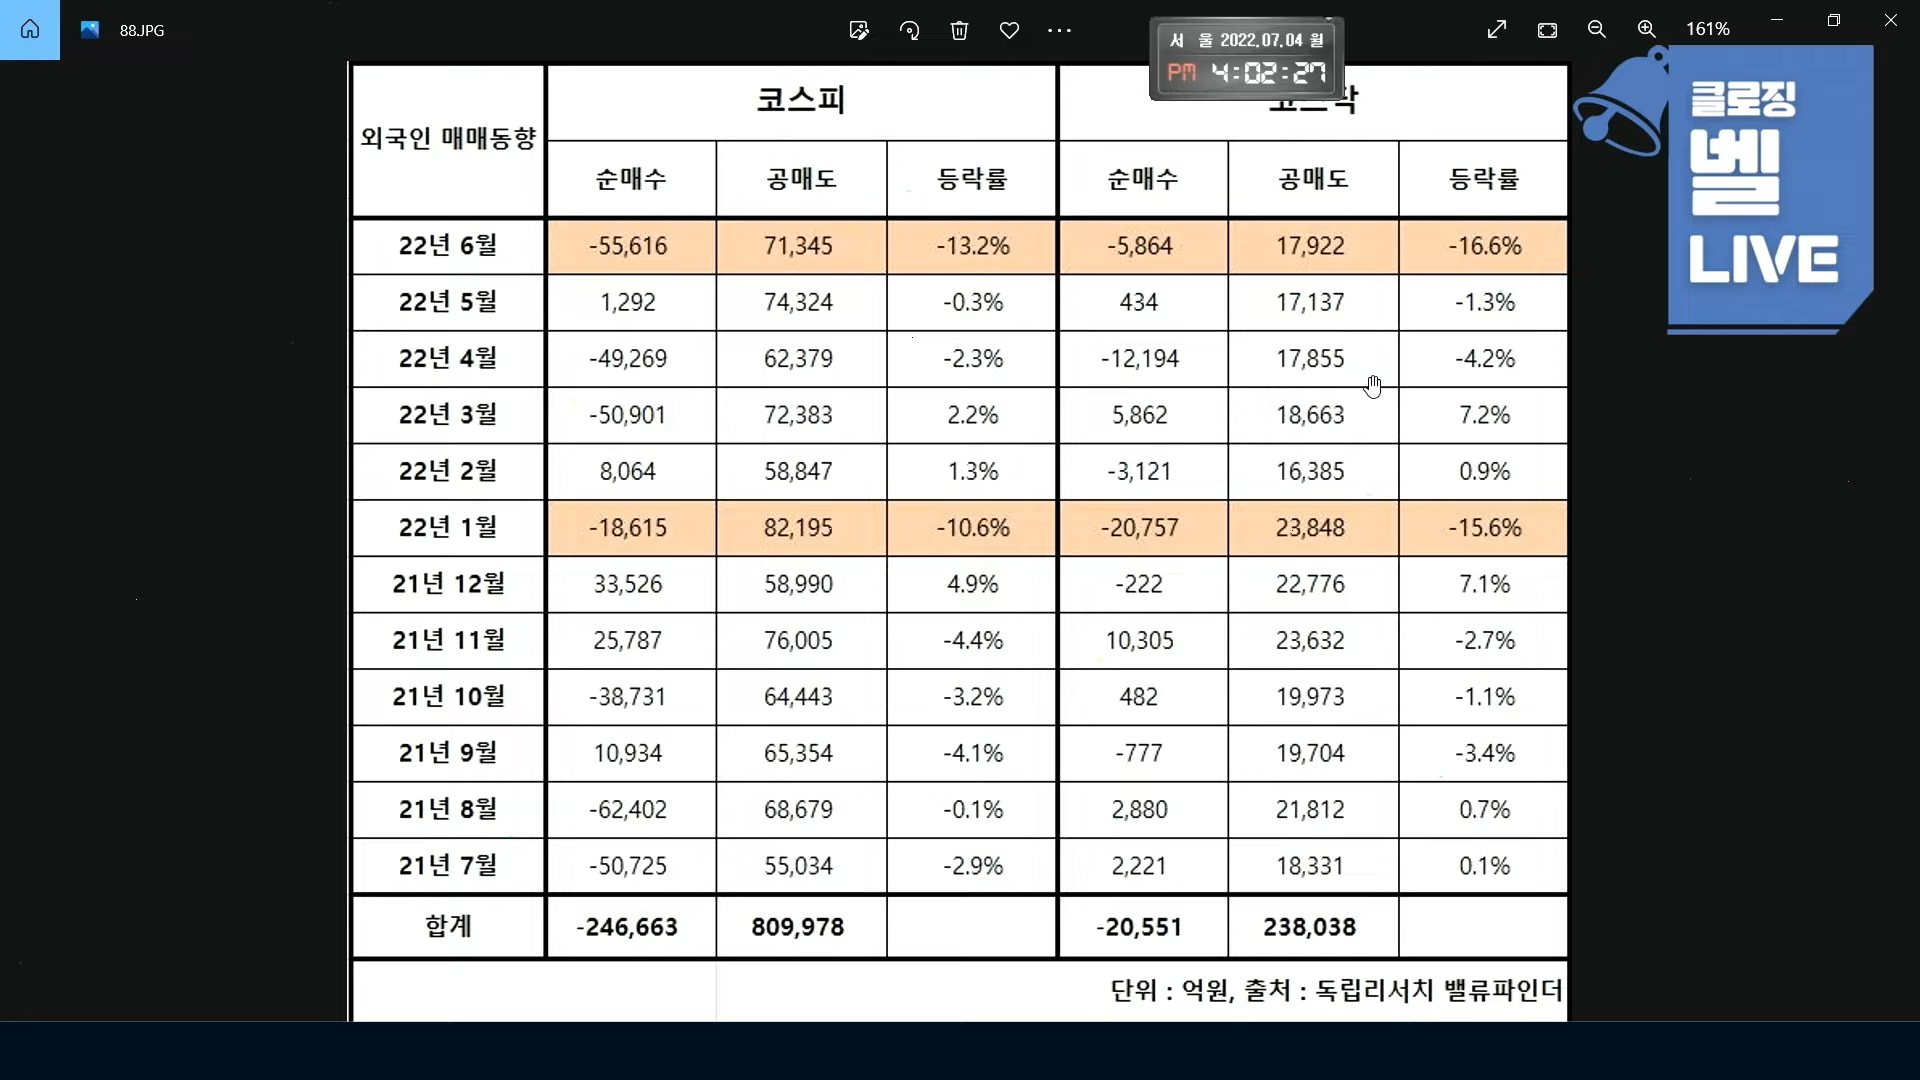 88.JPG
161%
서 울 2022.07.04 월
PM 4:02:27
클로징
벨
LIVE
외국인 매매동향 코스피
순매수 공매도 등락률 순매수 공매도 등락률
22년 6월 -55,616 71,345 -13.2% -5,864 17,922 -16.6%
22년 5월 1,292 74,324 -0.3% 434 17,137 -1.3%
22년 4월 -49,269 62,379 -2.3% -12,194 17,855 -4.2%
22년 3월 -50,901 72,383 2.2% 5,862 18,663 7.2%
22년 2월 8,064 58,847 1.3% -3,121 16,385 0.9%
22년 1월 -18,615 82,195 -10.6% -20,757 23,848 -15.6%
21년 12월 33,526 58,990 4.9% -222 22,776 7.1%
21년 11월 25,787 76,005 -4.4% 10,305 23,632 -2.7%
21년 10월 -38,731 64,443 -3.2% 482 19,973 -1.1%
21년 9월 10,934 65,354 -4.1% -777 19,704 -3.4%
21년 8월 -62,402 68,679 -0.1% 2,880 21,812 0.7%
21년 7월 -50,725 55,034 -2.9% 2,221 18,331 0.1%
합계 -246,663 809,978 -20,551 238,038
단위 : 억원, 출처 : 독립리서치 밸류파인더